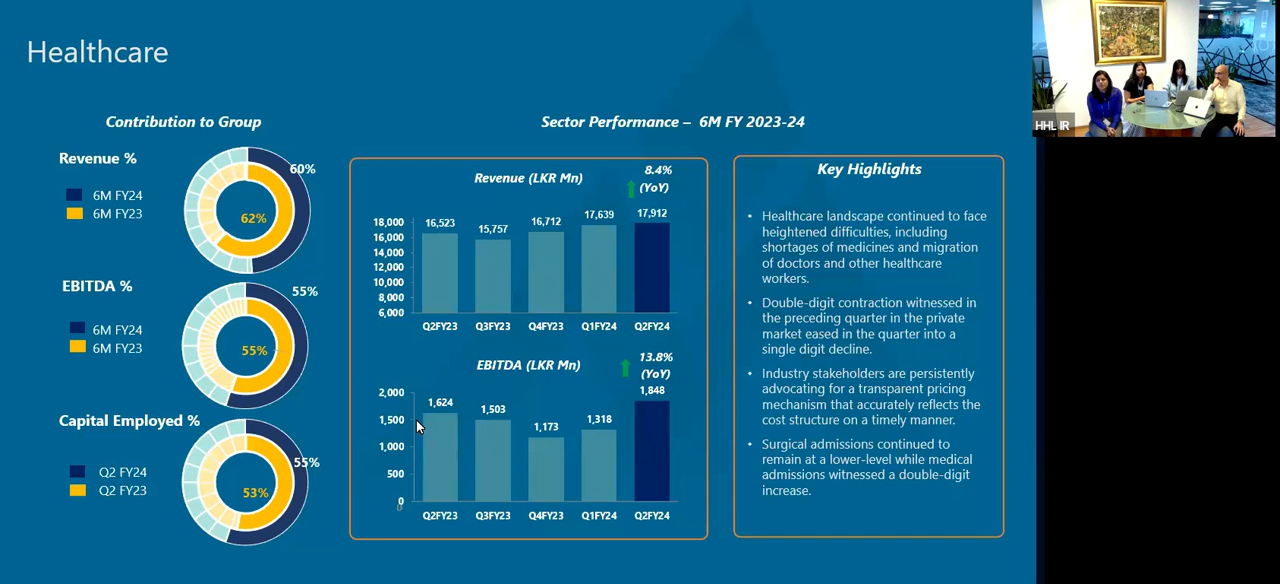 Healthcare
HHL IR
Contribution to Group
Revenue %
6M FY24
6M FY23
60%
62%
EBITDA %
6M FY24
6M FY23
55%
55%
Capital Employed %
Q2 FY24
Q2 FY23
55%
53%
Sector Performance – 6M FY 2023-24
Revenue (LKR Mn)
8.4%
(YoY)
18,000
16,000
14,000
12,000
10,000
8,000
6,000
16,523
15,757
16,712
17,639
17,912
Q2FY23 Q3FY23 Q4FY23 Q1FY24 Q2FY24
EBITDA (LKR Mn)
13.8%
(YoY)
2,000
1,500
1,000
500
0
0
1,624
1,503
1,173
1,318
1,848
Q2FY23 Q3FY23 Q4FY23 Q1FY24 Q2FY24
Key Highlights
• Healthcare landscape continued to face
heightened difficulties, including
shortages of medicines and migration
of doctors and other healthcare
workers.
• Double-digit contraction witnessed in
the preceding quarter in the private
market eased in the quarter into a
single digit decline.
• Industry stakeholders are persistently
advocating for a transparent pricing
mechanism that accurately reflects the
cost structure on a timely manner.
• Surgical admissions continued to
remain at a lower-level while medical
admissions witnessed a double-digit
increase.